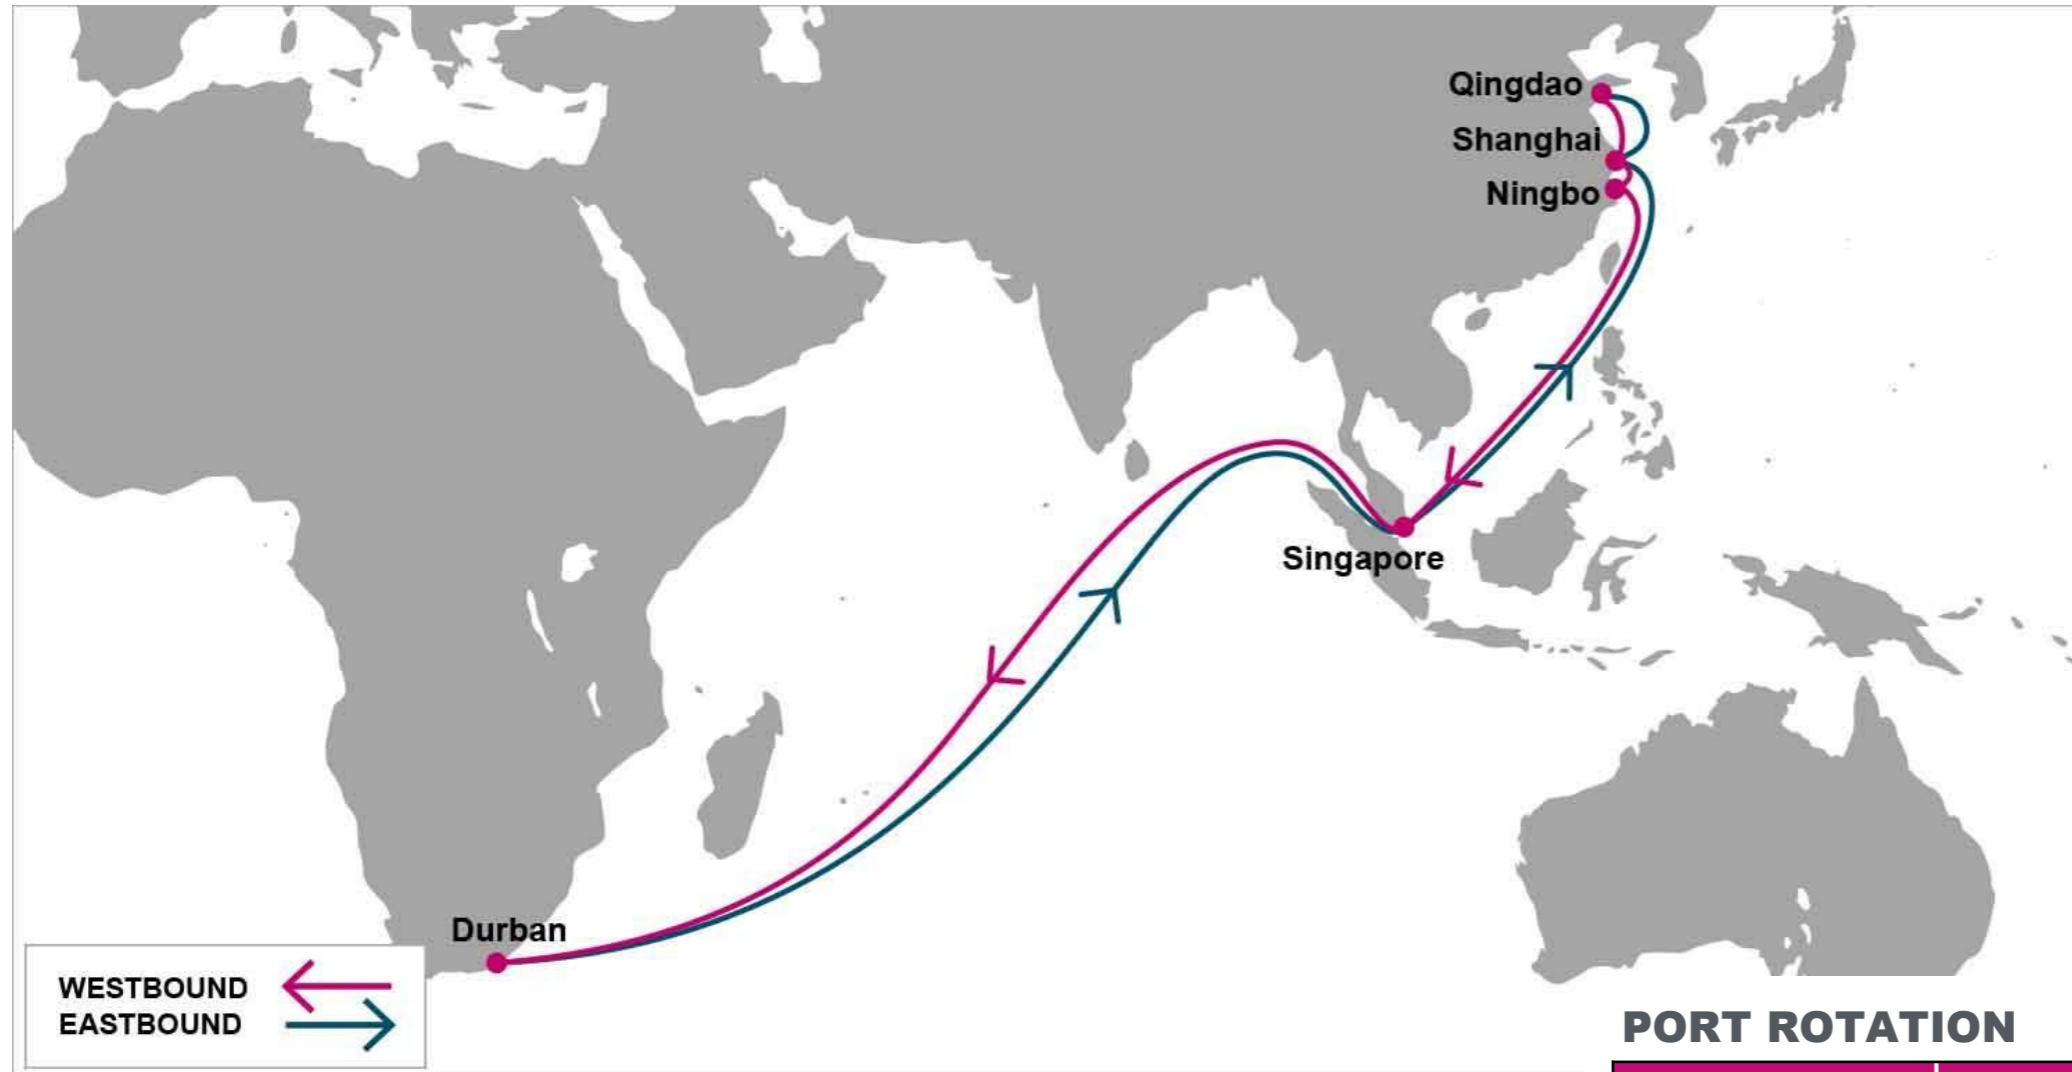 Qingdao
Shanghai
Ningbo
Singapore
Durban
WESTBOUND
EASTBOUND
PORT ROTATION